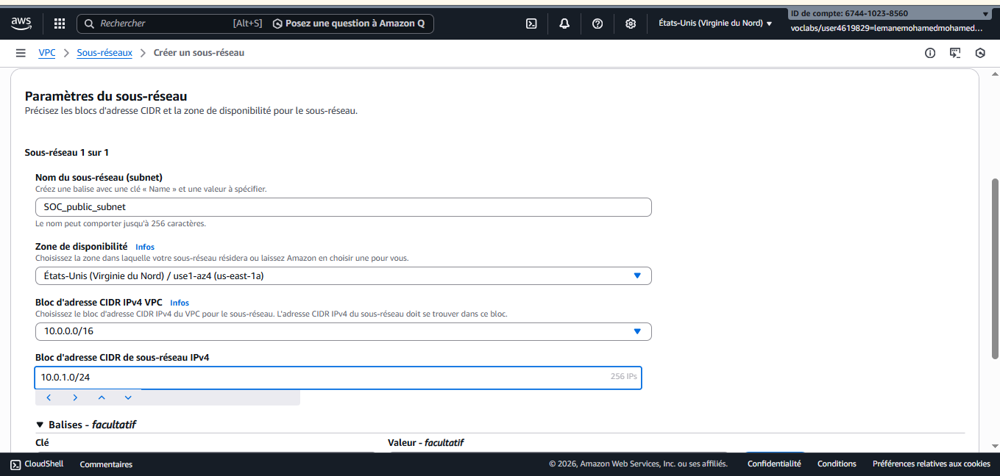 aws
Rechercher [Alt+S] Posez une question à Amazon Q
États-Unis (Virginie du Nord)
ID de compte: 6744-1023-8560
voclabs/user4619829=lemanemohamedmohamed...
VPC > Sous-réseaux > Créer un sous-réseau
Paramètres du sous-réseau
Précisez les blocs d'adresse CIDR et la zone de disponibilité pour le sous-réseau.
Sous-réseau 1 sur 1
Nom du sous-réseau (subnet)
Créez une balise avec une clé « Name » et une valeur à spécifier.
SOC_public_subnet
Le nom peut comporter jusqu'à 256 caractères.
Zone de disponibilité Infos
Choisissez la zone dans laquelle votre sous-réseau résidera ou laissez Amazon en choisir une pour vous.
États-Unis (Virginie du Nord) / use1-az4 (us-east-1a)
Bloc d'adresse CIDR IPv4 VPC Infos
Choisissez le bloc d'adresse CIDR IPv4 du VPC pour le sous-réseau. L'adresse CIDR IPv4 du sous-réseau doit se trouver dans ce bloc.
10.0.0.0/16
Bloc d'adresse CIDR de sous-réseau IPv4
10.0.1.0/24 256 IPs
Balises - facultatif
Clé Valeur - facultatif
CloudShell Commentaires © 2026, Amazon Web Services, Inc. ou ses affiliés. Confidentialité Conditions Préférences relatives aux cookies